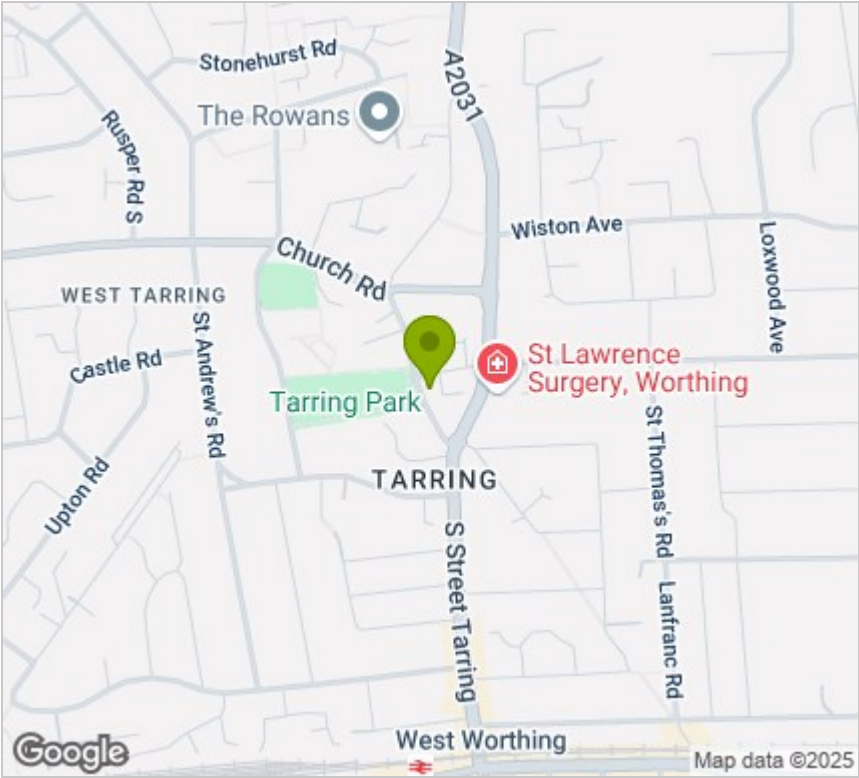 Stonehurst Rd
A2031
The Rowans
Rusper Rd S
Wiston Ave
Loxwood Ave
Church Rd
WEST TARRING
St Andrew's Rd
Castle Rd
St Lawrence
Surgery, Worthing
Tarring Park
St Thomas's Rd
TARRING
Upton Rd
S Street Tarring
Lanfranc Rd
West Worthing
Google
Map data ©2025